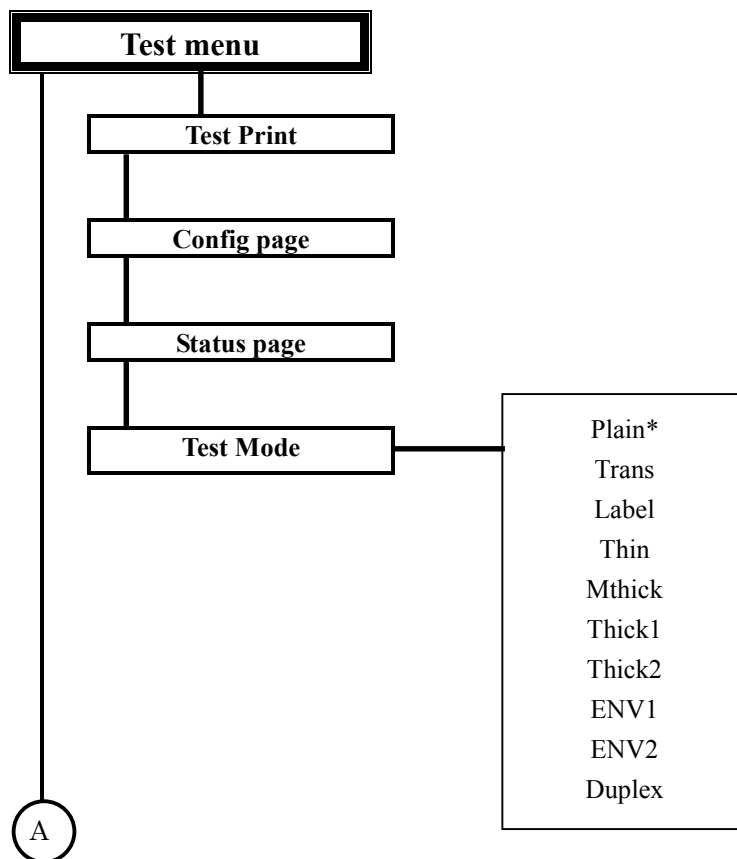 Test menu
Test Print
Config page
Status page
Test Mode
Plain*
Trans
Label
Thin
Mthick
Thick1
Thick2
ENV1
ENV2
Duplex
A